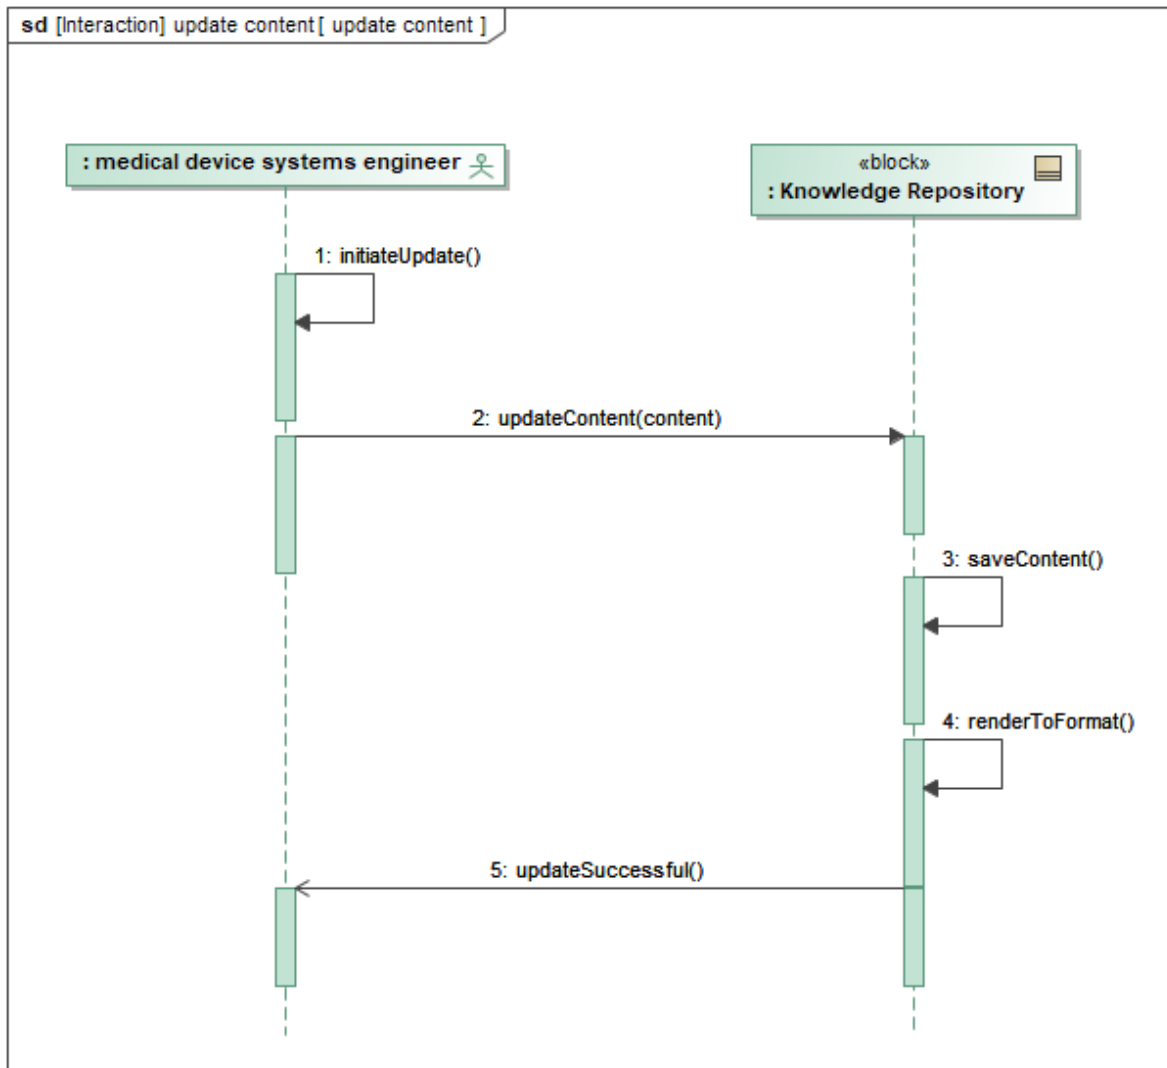 sd [Interaction] update content[ update content ]
: medical device systems engineer
«block»
: Knowledge Repository
1: initiateUpdate()
2: updateContent(content)
3: saveContent()
4: renderToFormat()
5: updateSuccessful()